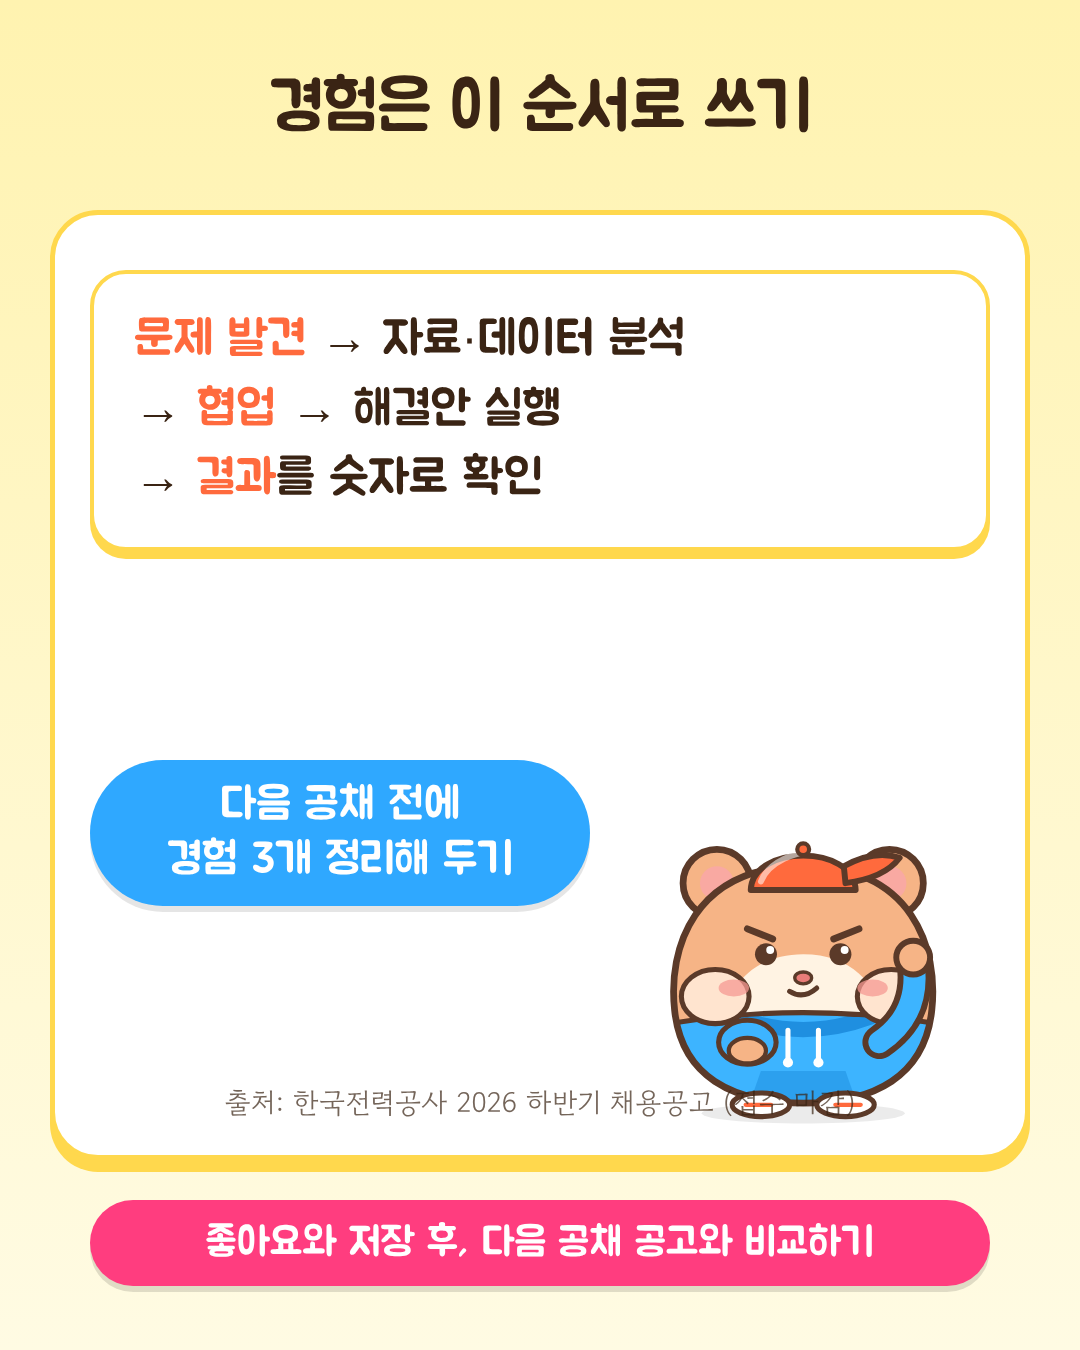 경험은 이 순서로 쓰기
문제 발견 → 자료·데이터 분석
→ 협업 → 해결안 실행
→ 결과를 숫자로 확인
다음 공채 전에
경험 3개 정리해 두기
출처: 한국전력공사 2026 하반기 채용공고 (접수 마감)
좋아요와 저장 후, 다음 공채 공고와 비교하기